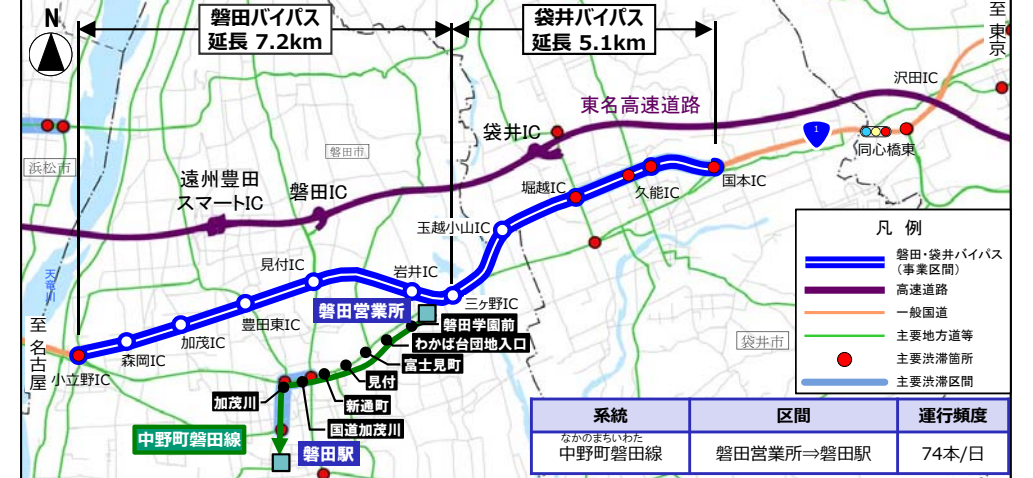 N
磐田バイパス
延長 7.2km
袋井バイパス
延長 5.1km
至 東京
沢田IC
東名高速道路
1
同心橋東
袋井IC
磐田市
浜松市
遠州豊田
スマートIC
磐田IC
堀越IC
久能IC
国本IC
玉越小山IC
凡 例
磐田・袋井バイパス
(事業区間)
高速道路
一般国道
主要地方道等
主要渋滞箇所
主要渋滞区間
天竜川
見付IC
岩井IC
三ヶ野IC
磐田営業所
豊田東IC
加茂IC
森岡IC
小立野IC
至 名古屋
袋井市
磐田学園前
わかば台団地入口
富士見町
見付
新通町
加茂川
国道加茂川
中野町磐田線
磐田駅
系統 区間 運行頻度
なかのまちいわた
中野町磐田線 磐田営業所⇒磐田駅 74本/日